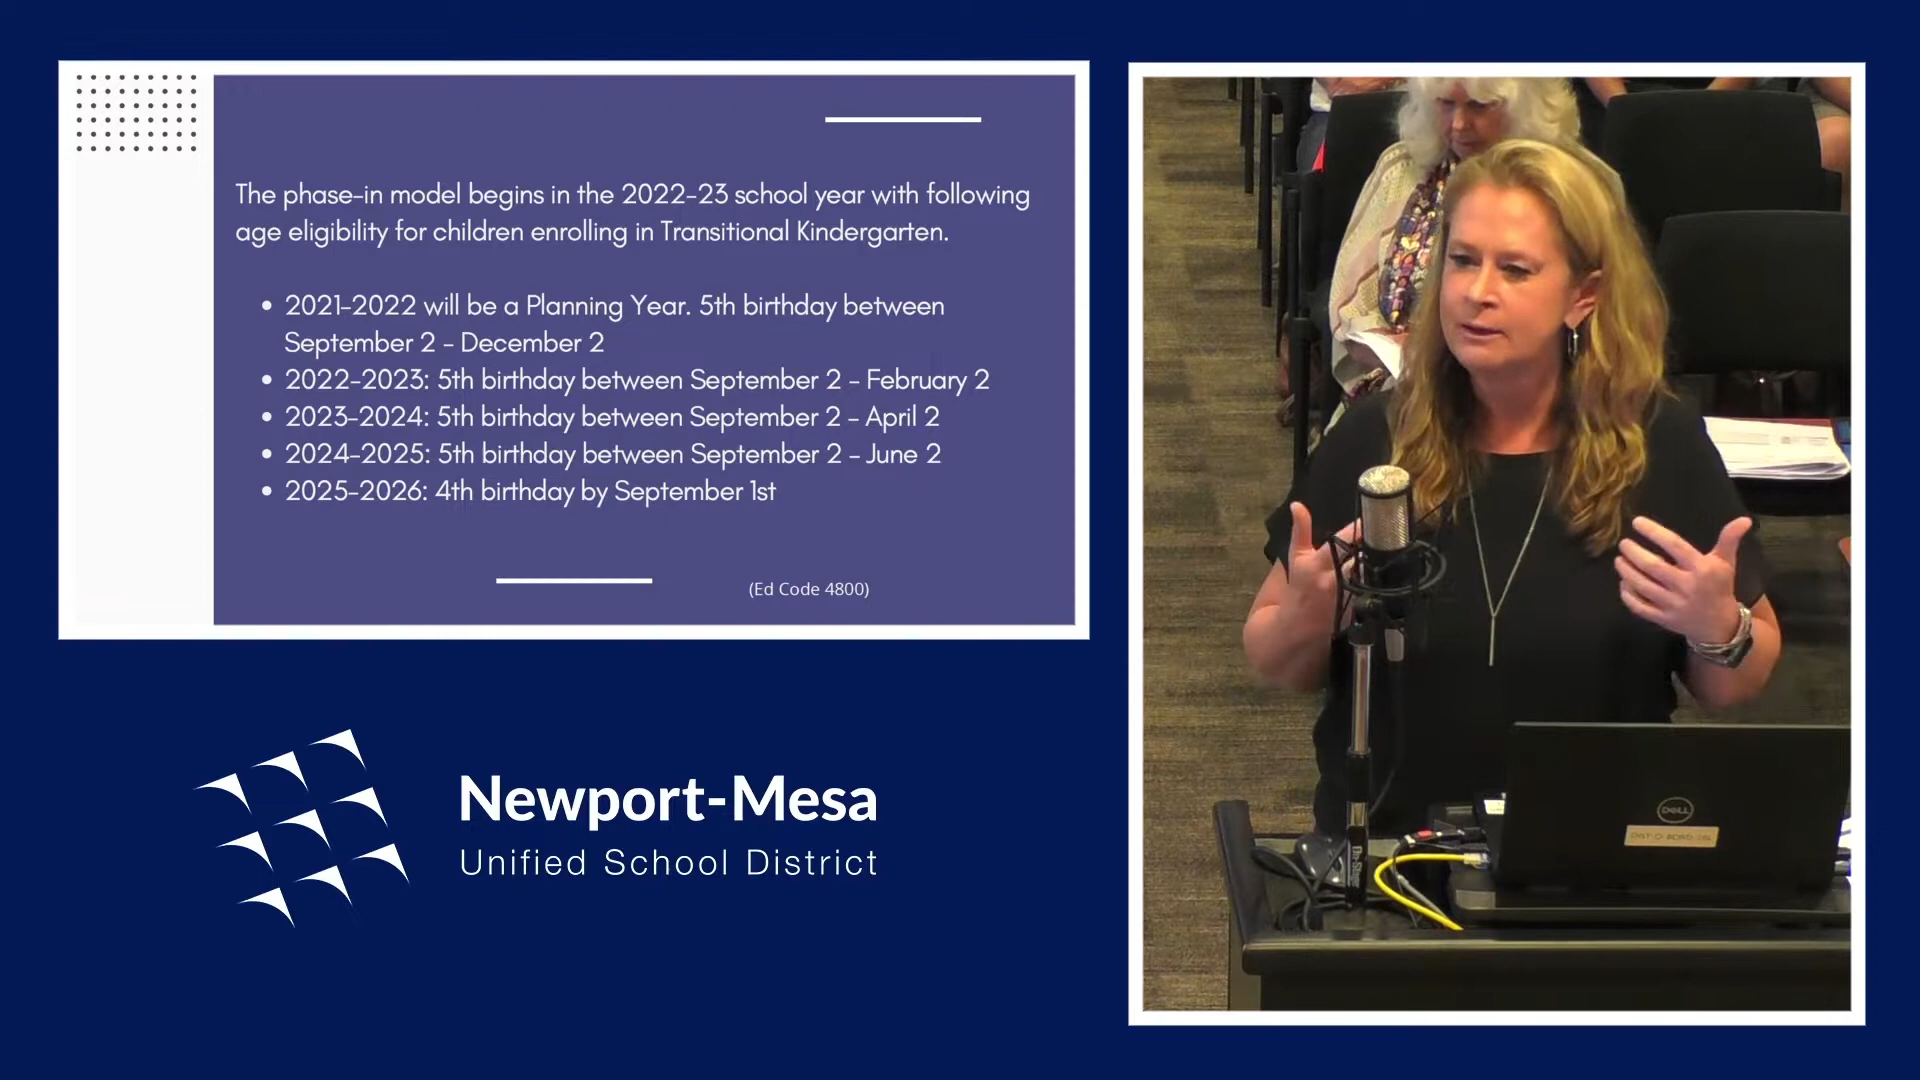 The phase-in model begins in the 2022-23 school year with following
age eligibility for children enrolling in Transitional Kindergarten.
• 2021-2022 will be a Planning Year. 5th birthday between
September 2 - December 2
• 2022-2023: 5th birthday between September 2 - February 2
• 2023-2024: 5th birthday between September 2 - April 2
• 2024-2025: 5th birthday between September 2 - June 2
• 2025-2026: 4th birthday by September 1st
(Ed Code 4800)
Newport-Mesa
Unified School District
DELL
On-Stage